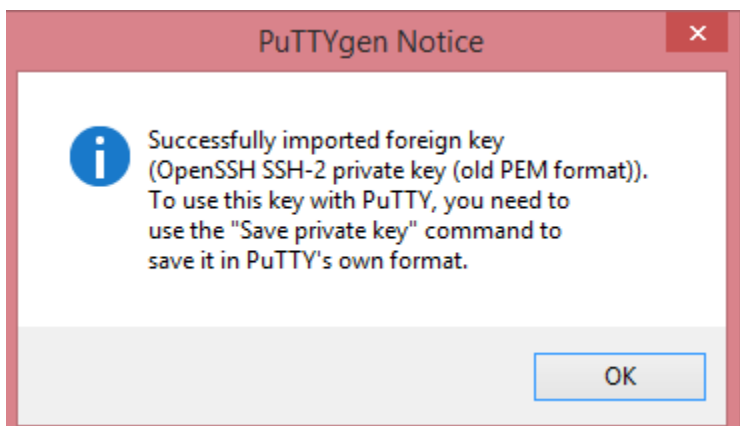 PuTTYgen Notice
Successfully imported foreign key
(OpenSSH SSH-2 private key (old PEM format)).
To use this key with PuTTY, you need to
use the "Save private key" command to
save it in PuTTY's own format.
OK